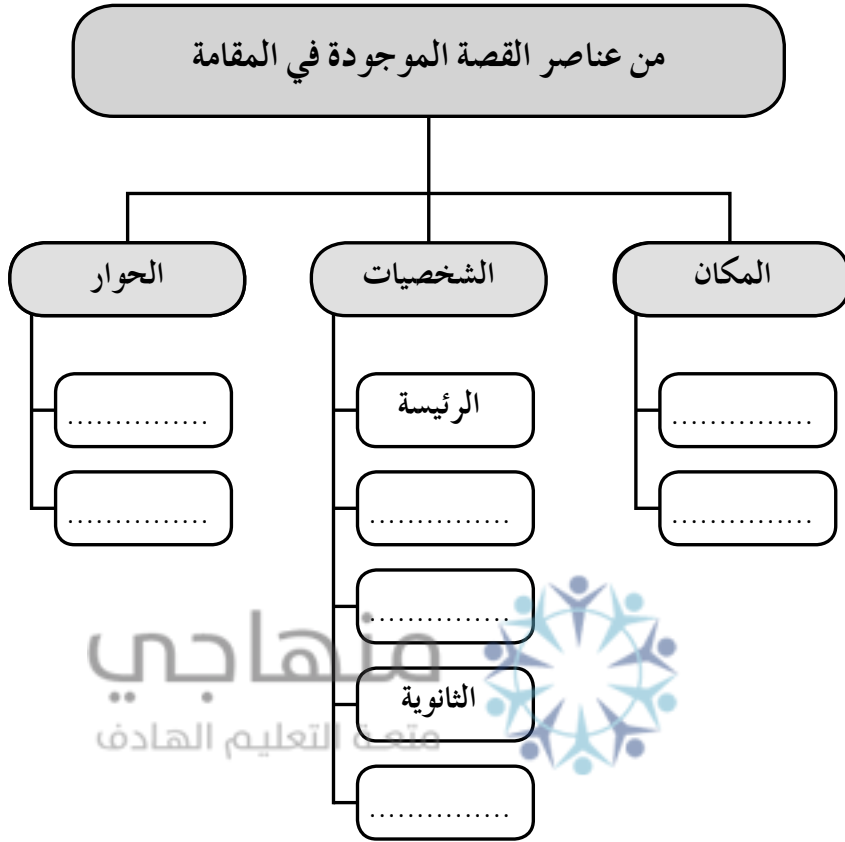 من عناصر القصة الموجودة في المقامة
المكان
...............
...............
الشخصيات
الرئيسة
...............
...............
الثانوية
...............
الحوار
...............
...............
منهاجي
متعة التعليم الهادف